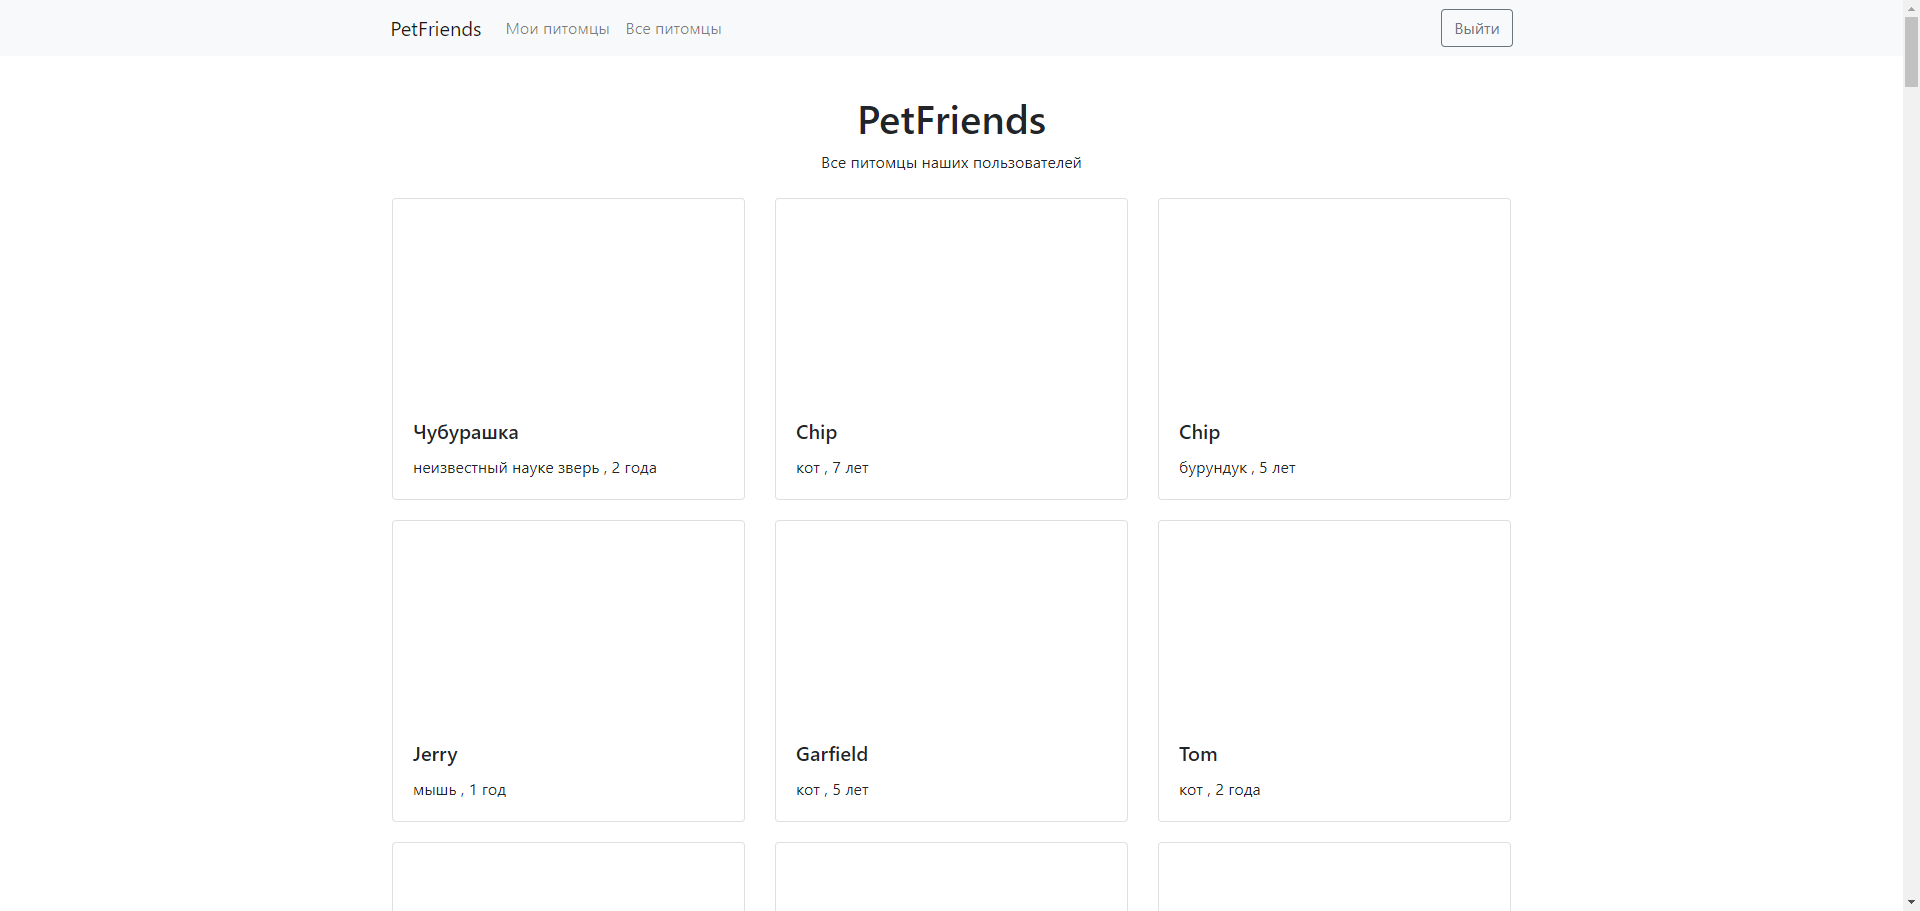 PetFriends Мои питомцы Все питомцы Выйти
PetFriends
Все питомцы наших пользователей
Чубурашка
неизвестный науке зверь , 2 года
Chip
кот , 7 лет
Chip
бурундук , 5 лет
Jerry
мышь , 1 год
Garfield
кот , 5 лет
Tom
кот , 2 года